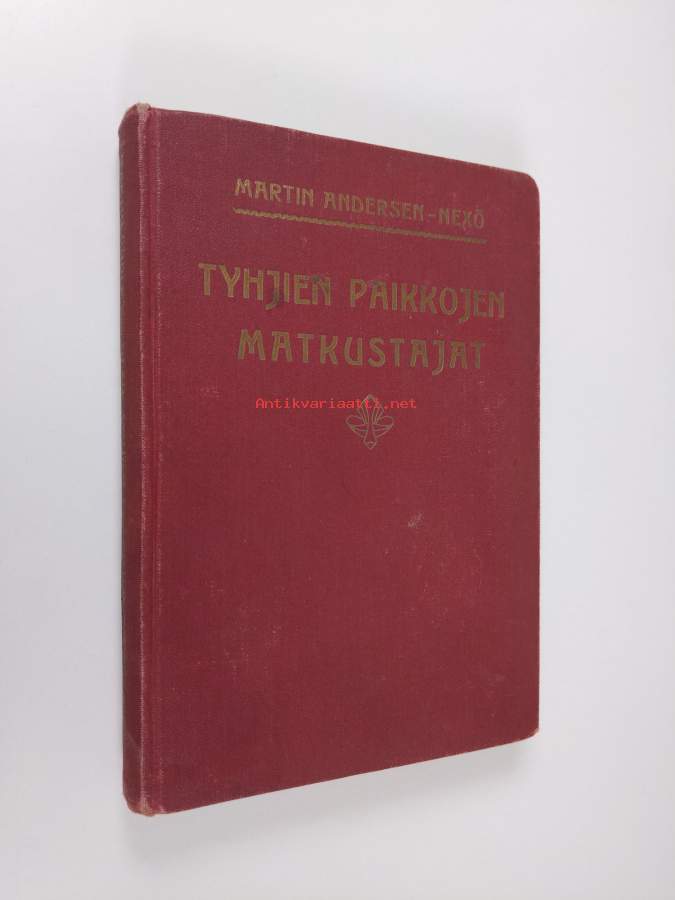 MARTIN ANDERSEN-NEXÖ
TYHJIEN PAIKKOJEN
MATKUSTAJAT
Antikvariaatti.net